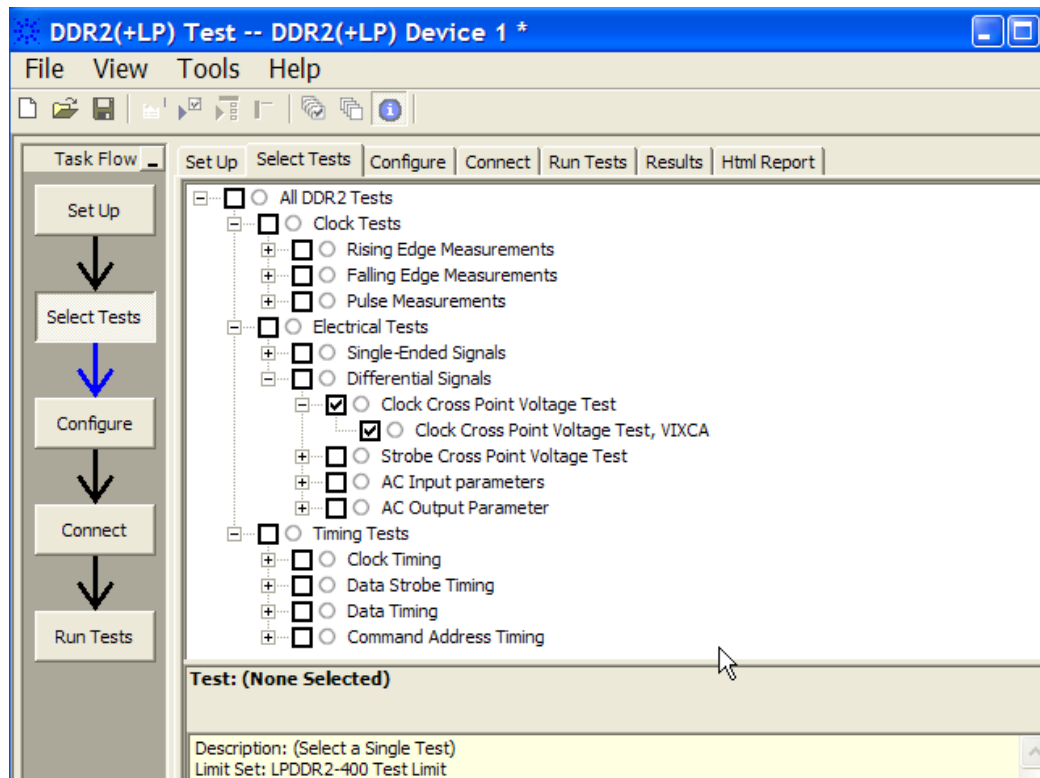 DDR2(+LP) Test -- DDR2(+LP) Device 1 *
File View Tools Help
Task Flow
Set Up
Select Tests
Configure
Connect
Run Tests
Set Up Select Tests Configure Connect Run Tests Results Html Report
All DDR2 Tests
Clock Tests
Rising Edge Measurements
Falling Edge Measurements
Pulse Measurements
Electrical Tests
Single-Ended Signals
Differential Signals
Clock Cross Point Voltage Test
Clock Cross Point Voltage Test, VIXCA
Strobe Cross Point Voltage Test
AC Input parameters
AC Output Parameter
Timing Tests
Clock Timing
Data Strobe Timing
Data Timing
Command Address Timing
Test: (None Selected)
Description: (Select a Single Test)
Limit Set: LPDDR2-400 Test Limit